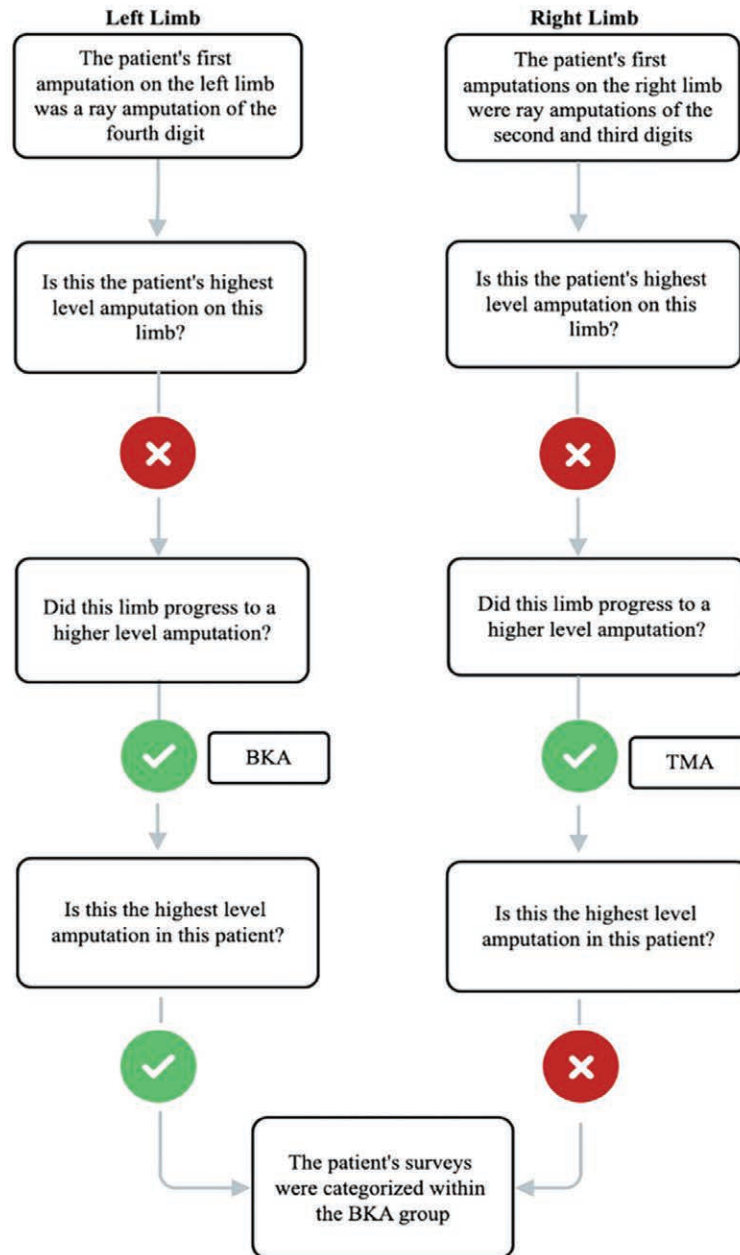 Left Limb
The patient's first
amputation on the left limb
was a ray amputation of the
fourth digit
Is this the patient's highest
level amputation on this
limb?
Did this limb progress to a
higher level amputation?
BKA
Is this the highest level
amputation in this patient?
Right Limb
The patient's first
amputations on the right limb
were ray amputations of the
second and third digits
Is this the patient's highest
level amputation on this
limb?
Did this limb progress to a
higher level amputation?
TMA
Is this the highest level
amputation in this patient?
The patient's surveys
were categorized within
the BKA group